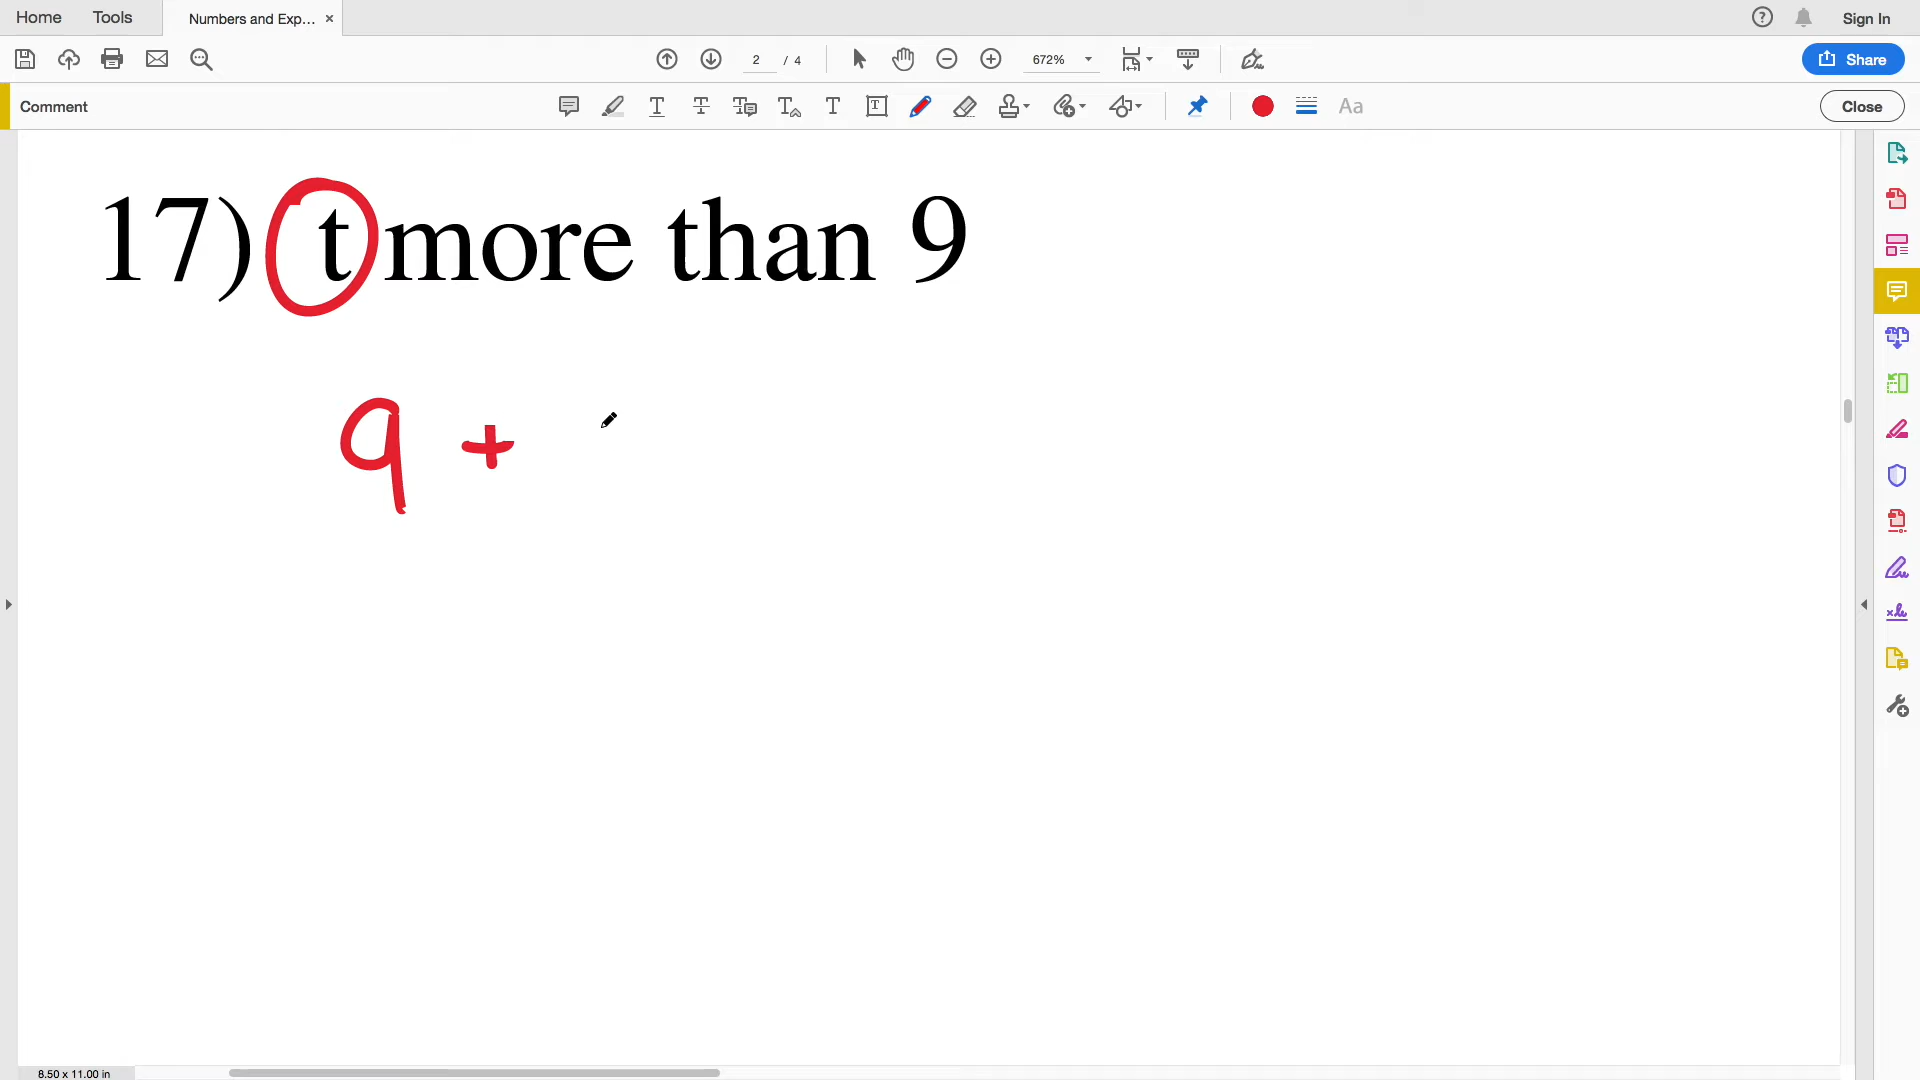 Home Tools Numbers and Exp... × Sign In
2 / 4 672% Share
Comment Aa Close
17) t more than 9
9 +
8.50 x 11.00 in